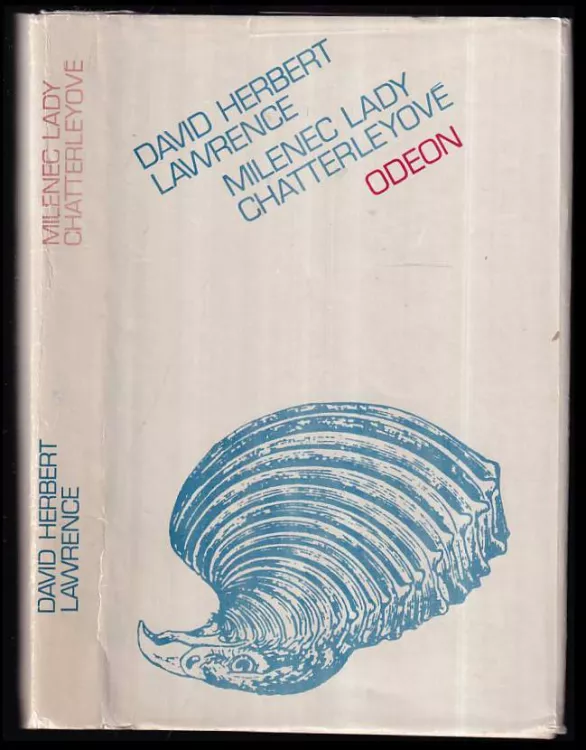 DAVID HERBERT
LAWRENCE
MILENEC LADY
CHATTERLEYOVÉ
ODEON
MILENEC LADY
CHATTERLEYOVÉ
DAVID HERBERT
LAWRENCE